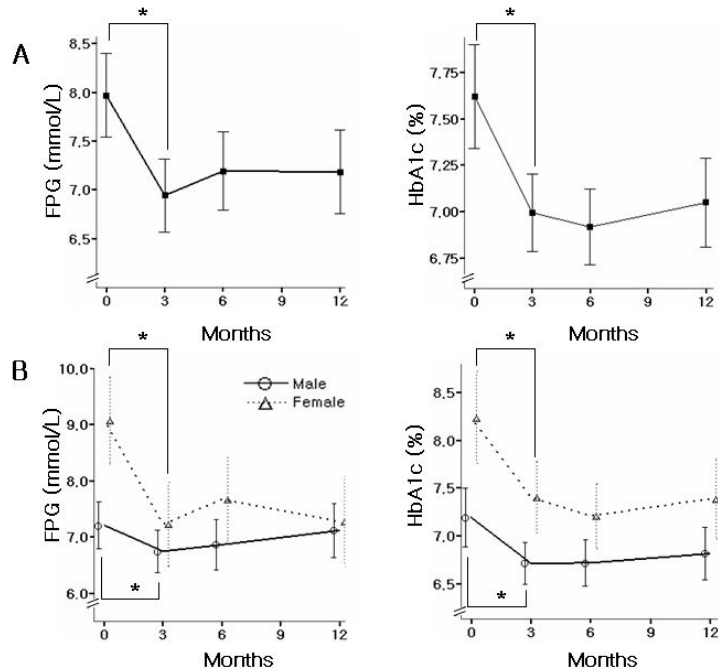 A
*
FPG (mmol/L)
8.5
8.0
7.5
7.0
6.5
0 3 6 9 12
Months
*
HbA1c (%)
7.75
7.50
7.25
7.00
6.75
0 3 6 9 12
Months
B
*
FPG (mmol/L)
10.0
9.0
8.0
7.0
6.0
Male
Female
*
0 3 6 9 12
Months
*
HbA1c (%)
8.5
8.0
7.5
7.0
6.5
*
0 3 6 9 12
Months